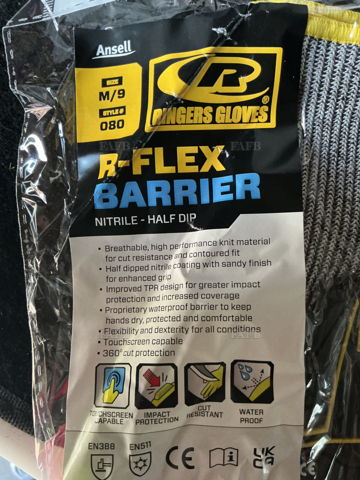 Ansell
SIZE
M/9
STYLE #
080
R
RINGERS GLOVES®
EAFB EAFB
R-FLEX
BARRIER
NITRILE - HALF DIP
• Breathable, high performance knit material
for cut resistance and contoured fit
• Half dipped nitrile coating with sandy finish
for enhanced grip
• Improved TPR design for greater impact
protection and increased coverage
• Proprietary waterproof barrier to keep
hands dry, protected and comfortable
• Flexibility and dexterity for all conditions
• Touchscreen capable
• 360° cut protection
TOUCHSCREEN
CAPABLE
IMPACT
PROTECTION
CUT
RESISTANT
WATER
PROOF
EN388 EN511
CE i UK
CA